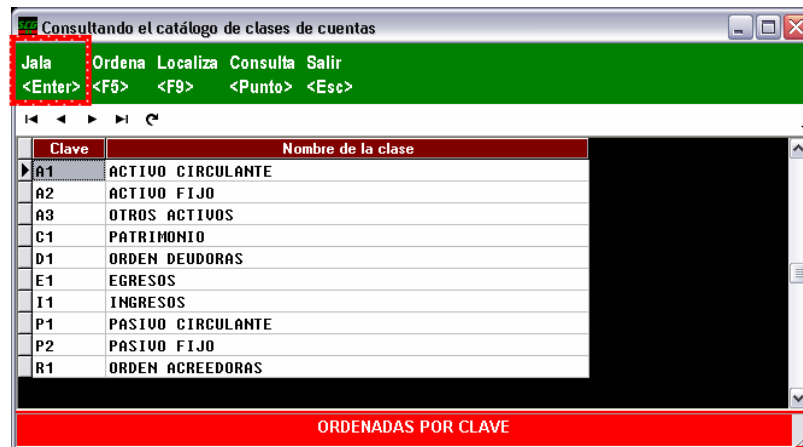 SCG Consultando el catálogo de clases de cuentas
Jala Ordena Localiza Consulta Salir
<Enter> <F5> <F9> <Punto> <Esc>
Clave Nombre de la clase
A1 ACTIVO CIRCULANTE
A2 ACTIVO FIJO
A3 OTROS ACTIVOS
C1 PATRIMONIO
D1 ORDEN DEUDORAS
E1 EGRESOS
I1 INGRESOS
P1 PASIVO CIRCULANTE
P2 PASIVO FIJO
R1 ORDEN ACREEDORAS
ORDENADAS POR CLAVE